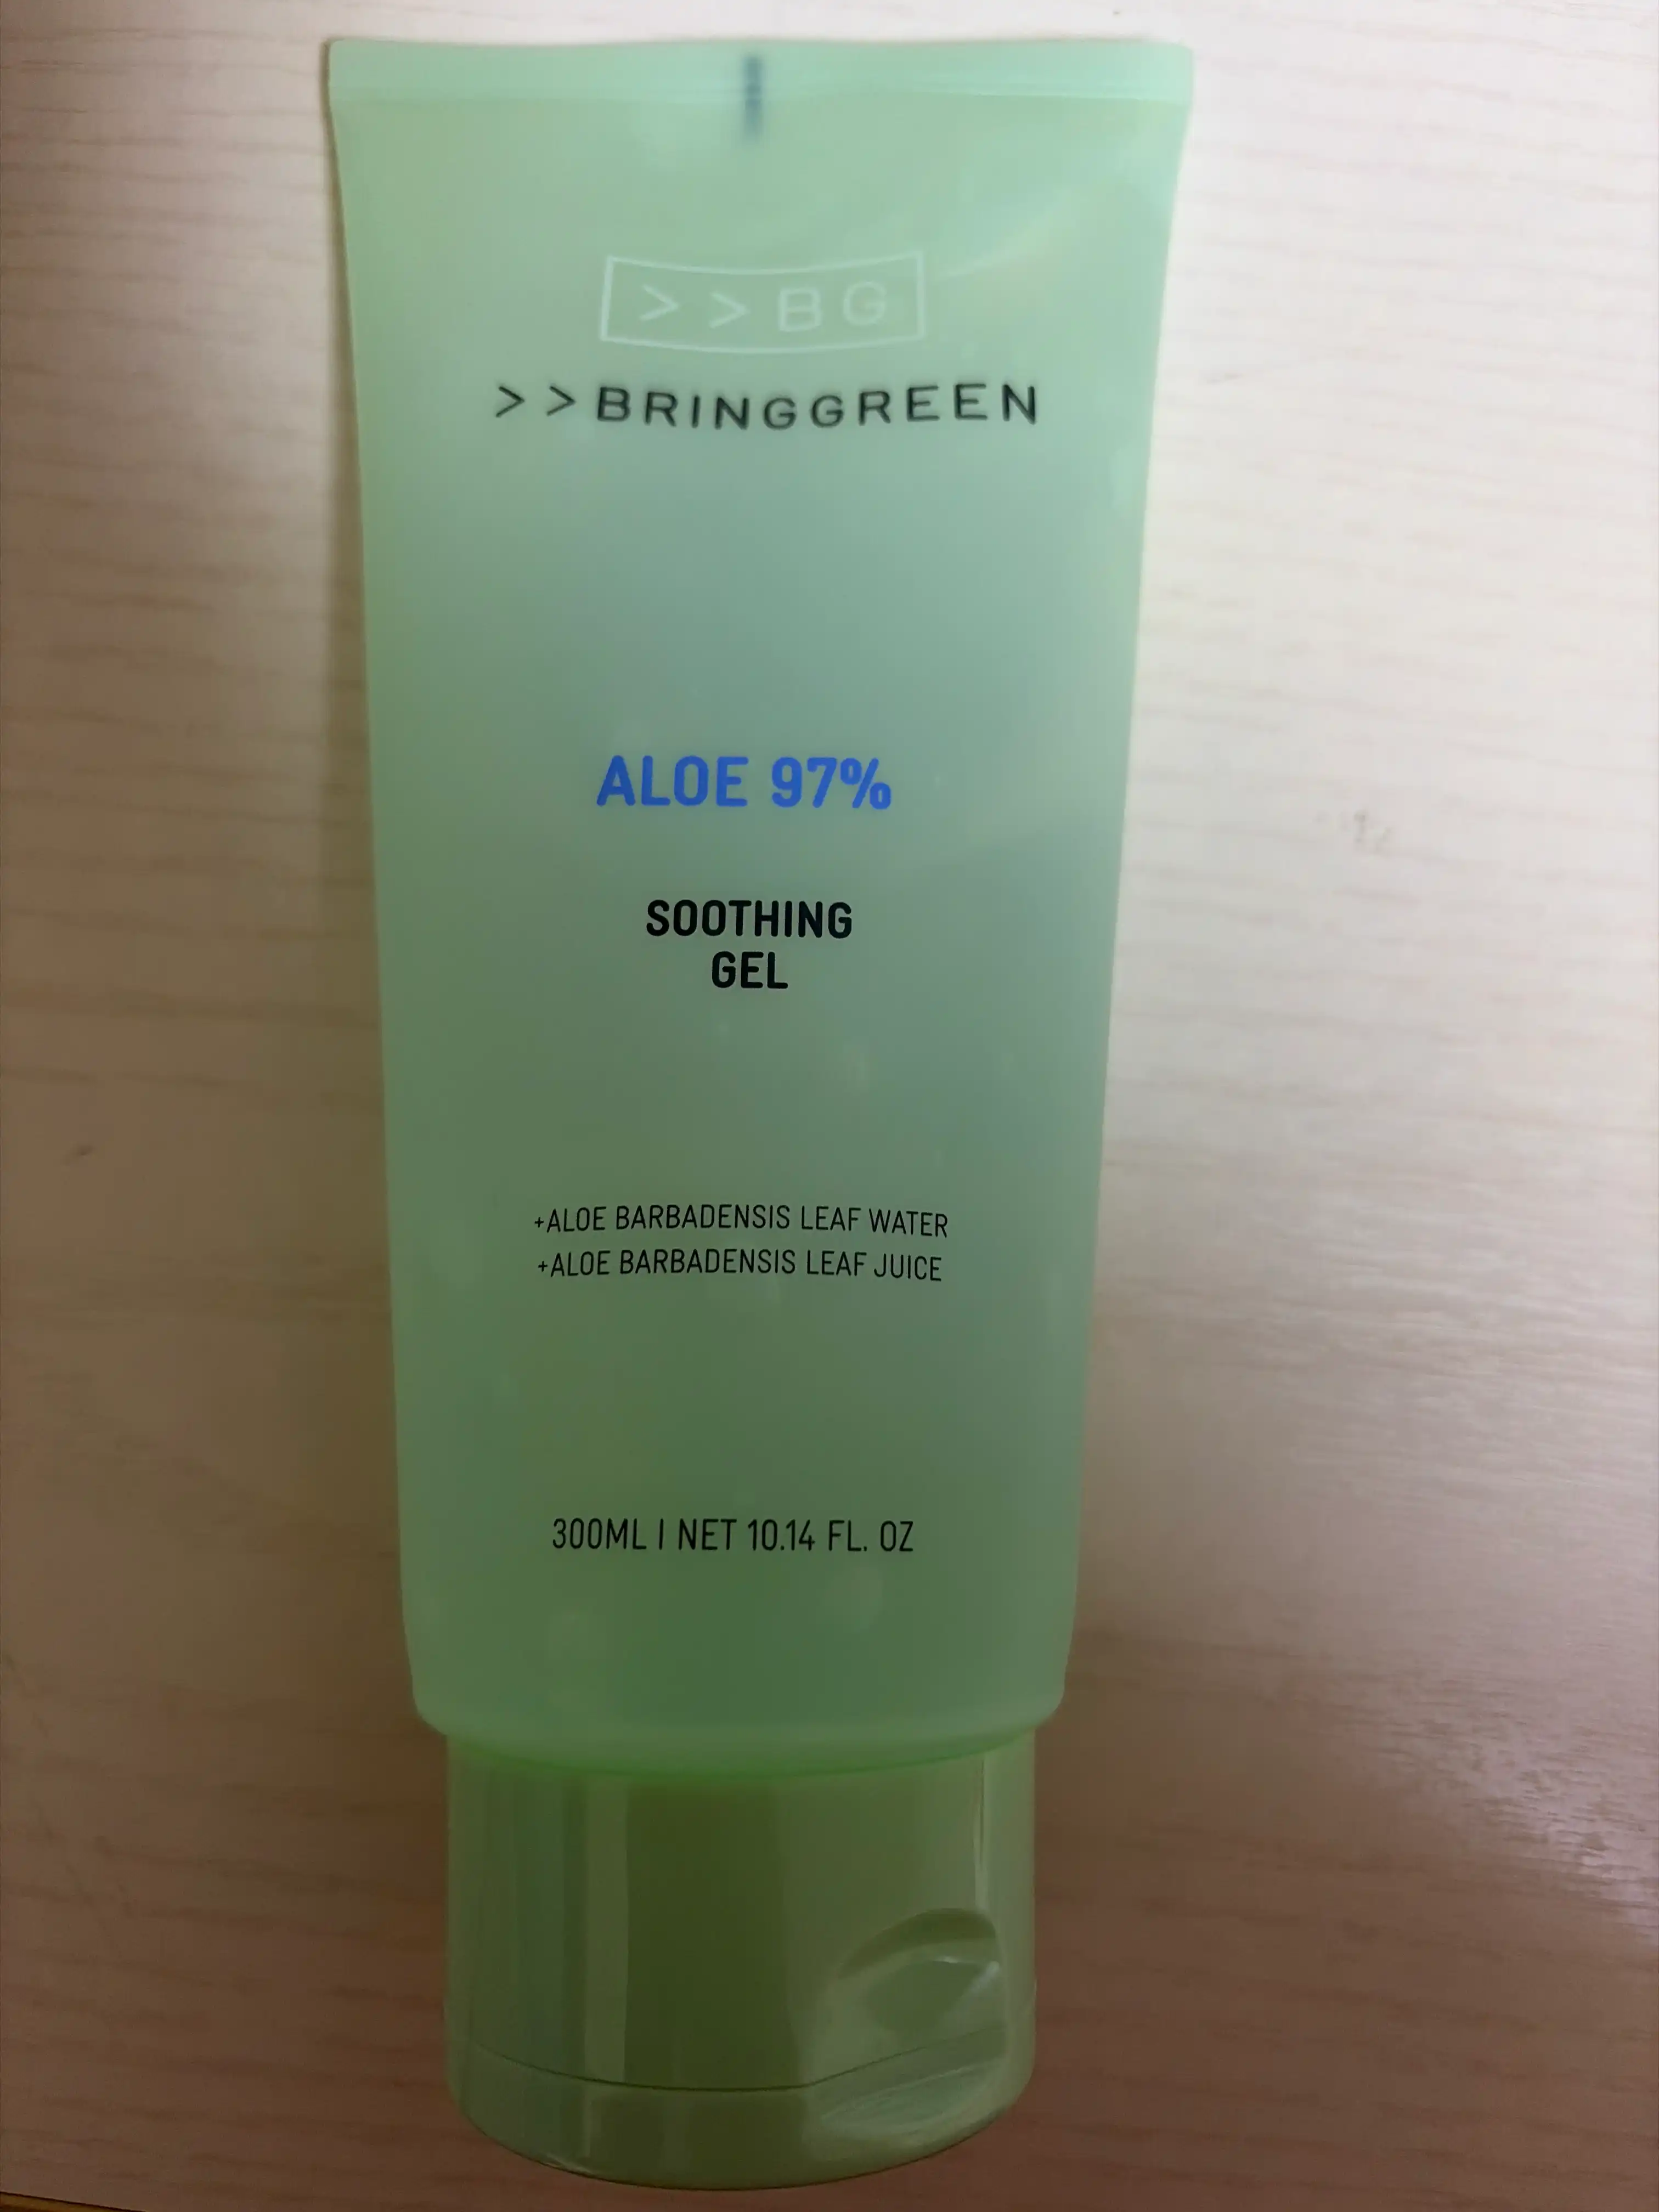 >>BG
>>BRINGGREEN
ALOE 97%
SOOTHING
GEL
+ALOE BARBADENSIS LEAF WATER
+ALOE BARBADENSIS LEAF JUICE
300ML I NET 10.14 FL. OZ